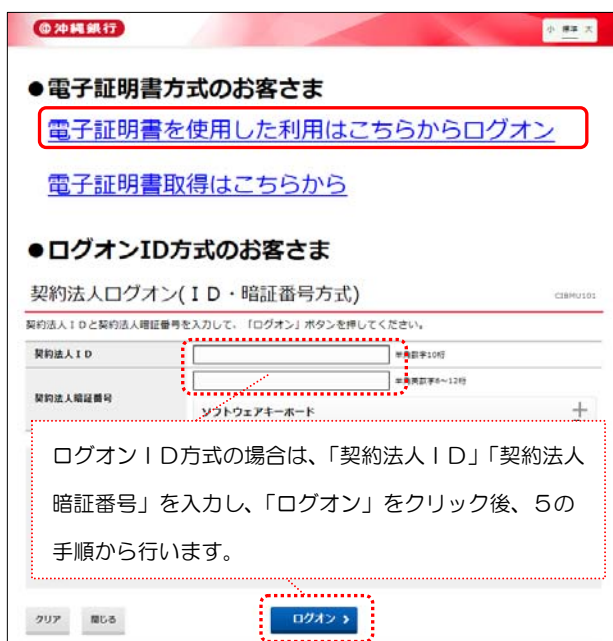 沖縄銀行
小 標準 大
●電子証明書方式のお客さま
電子証明書を使用した利用はこちらからログオン
電子証明書取得はこちらから
●ログオンID方式のお客さま
契約法人ログオン(ＩＤ・暗証番号方式)
CIBMU101
契約法人ＩＤと契約法人暗証番号を入力して、「ログオン」ボタンを押してください。
契約法人ＩＤ
半角数字10桁
半角英数字6～12桁
契約法人暗証番号
ソフトウェアキーボード
ログオンＩＤ方式の場合は、「契約法人ＩＤ」「契約法人
暗証番号」を入力し、「ログオン」をクリック後、５の
手順から行います。
クリア 閉じる ログオン